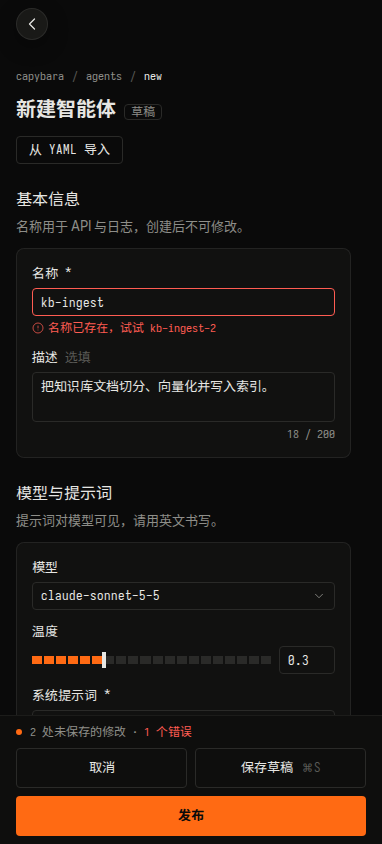 capybara / agents / new
新建智能体 草稿
从 YAML 导入
基本信息
名称用于 API 与日志，创建后不可修改。
名称 *
kb-ingest
名称已存在，试试 kb-ingest-2
描述 选填
把知识库文档切分、向量化并写入索引。
18 / 200
模型与提示词
提示词对模型可见，请用英文书写。
模型
claude-sonnet-5-5
温度
0.3
系统提示词 *
2 处未保存的修改 · 1 个错误
取消
保存草稿 ⌘S
发布